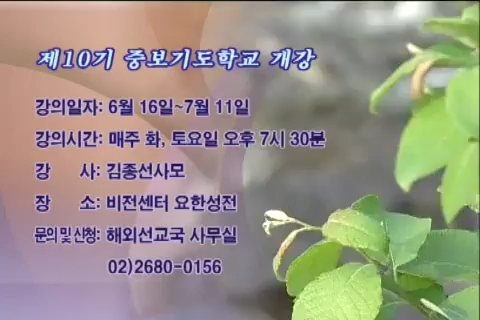 제10기 중보기도학교 개강
강의일자: 6월 16일~7월 11일
강의시간: 매주 화, 토요일 오후 7시 30분
강 사: 김종선사모
장 소: 비전센터 요한성전
문의 및 신청: 해외선교국 사무실
02)2680-0156